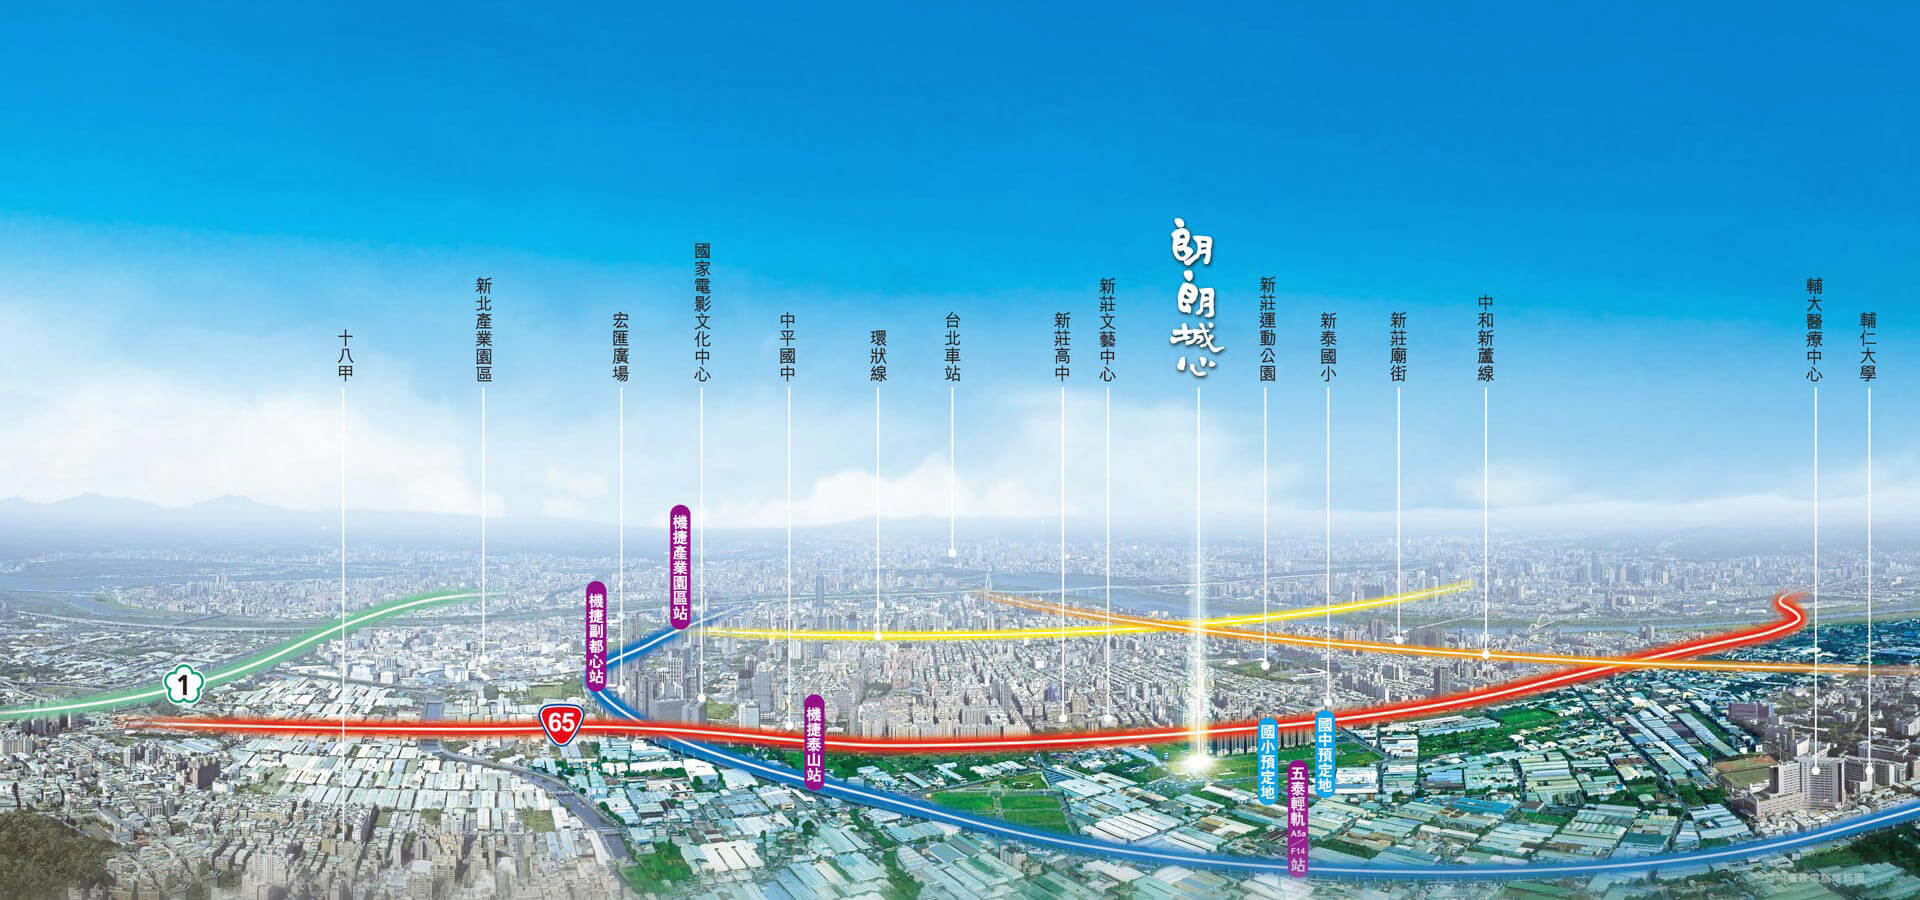 十八甲
新北產業園區
宏匯廣場
國家電影文化中心
中平國中
環狀線
台北車站
新莊高中
新莊文藝中心
朗朗城心
新莊運動公園
新泰國小
新莊廟街
中和新蘆線
輔大醫療中心
輔仁大學
機捷產業園區站
機捷副都心站
1
65
機捷泰山站
國小預定地
國中預定地
五泰輕軌A5a/F14站